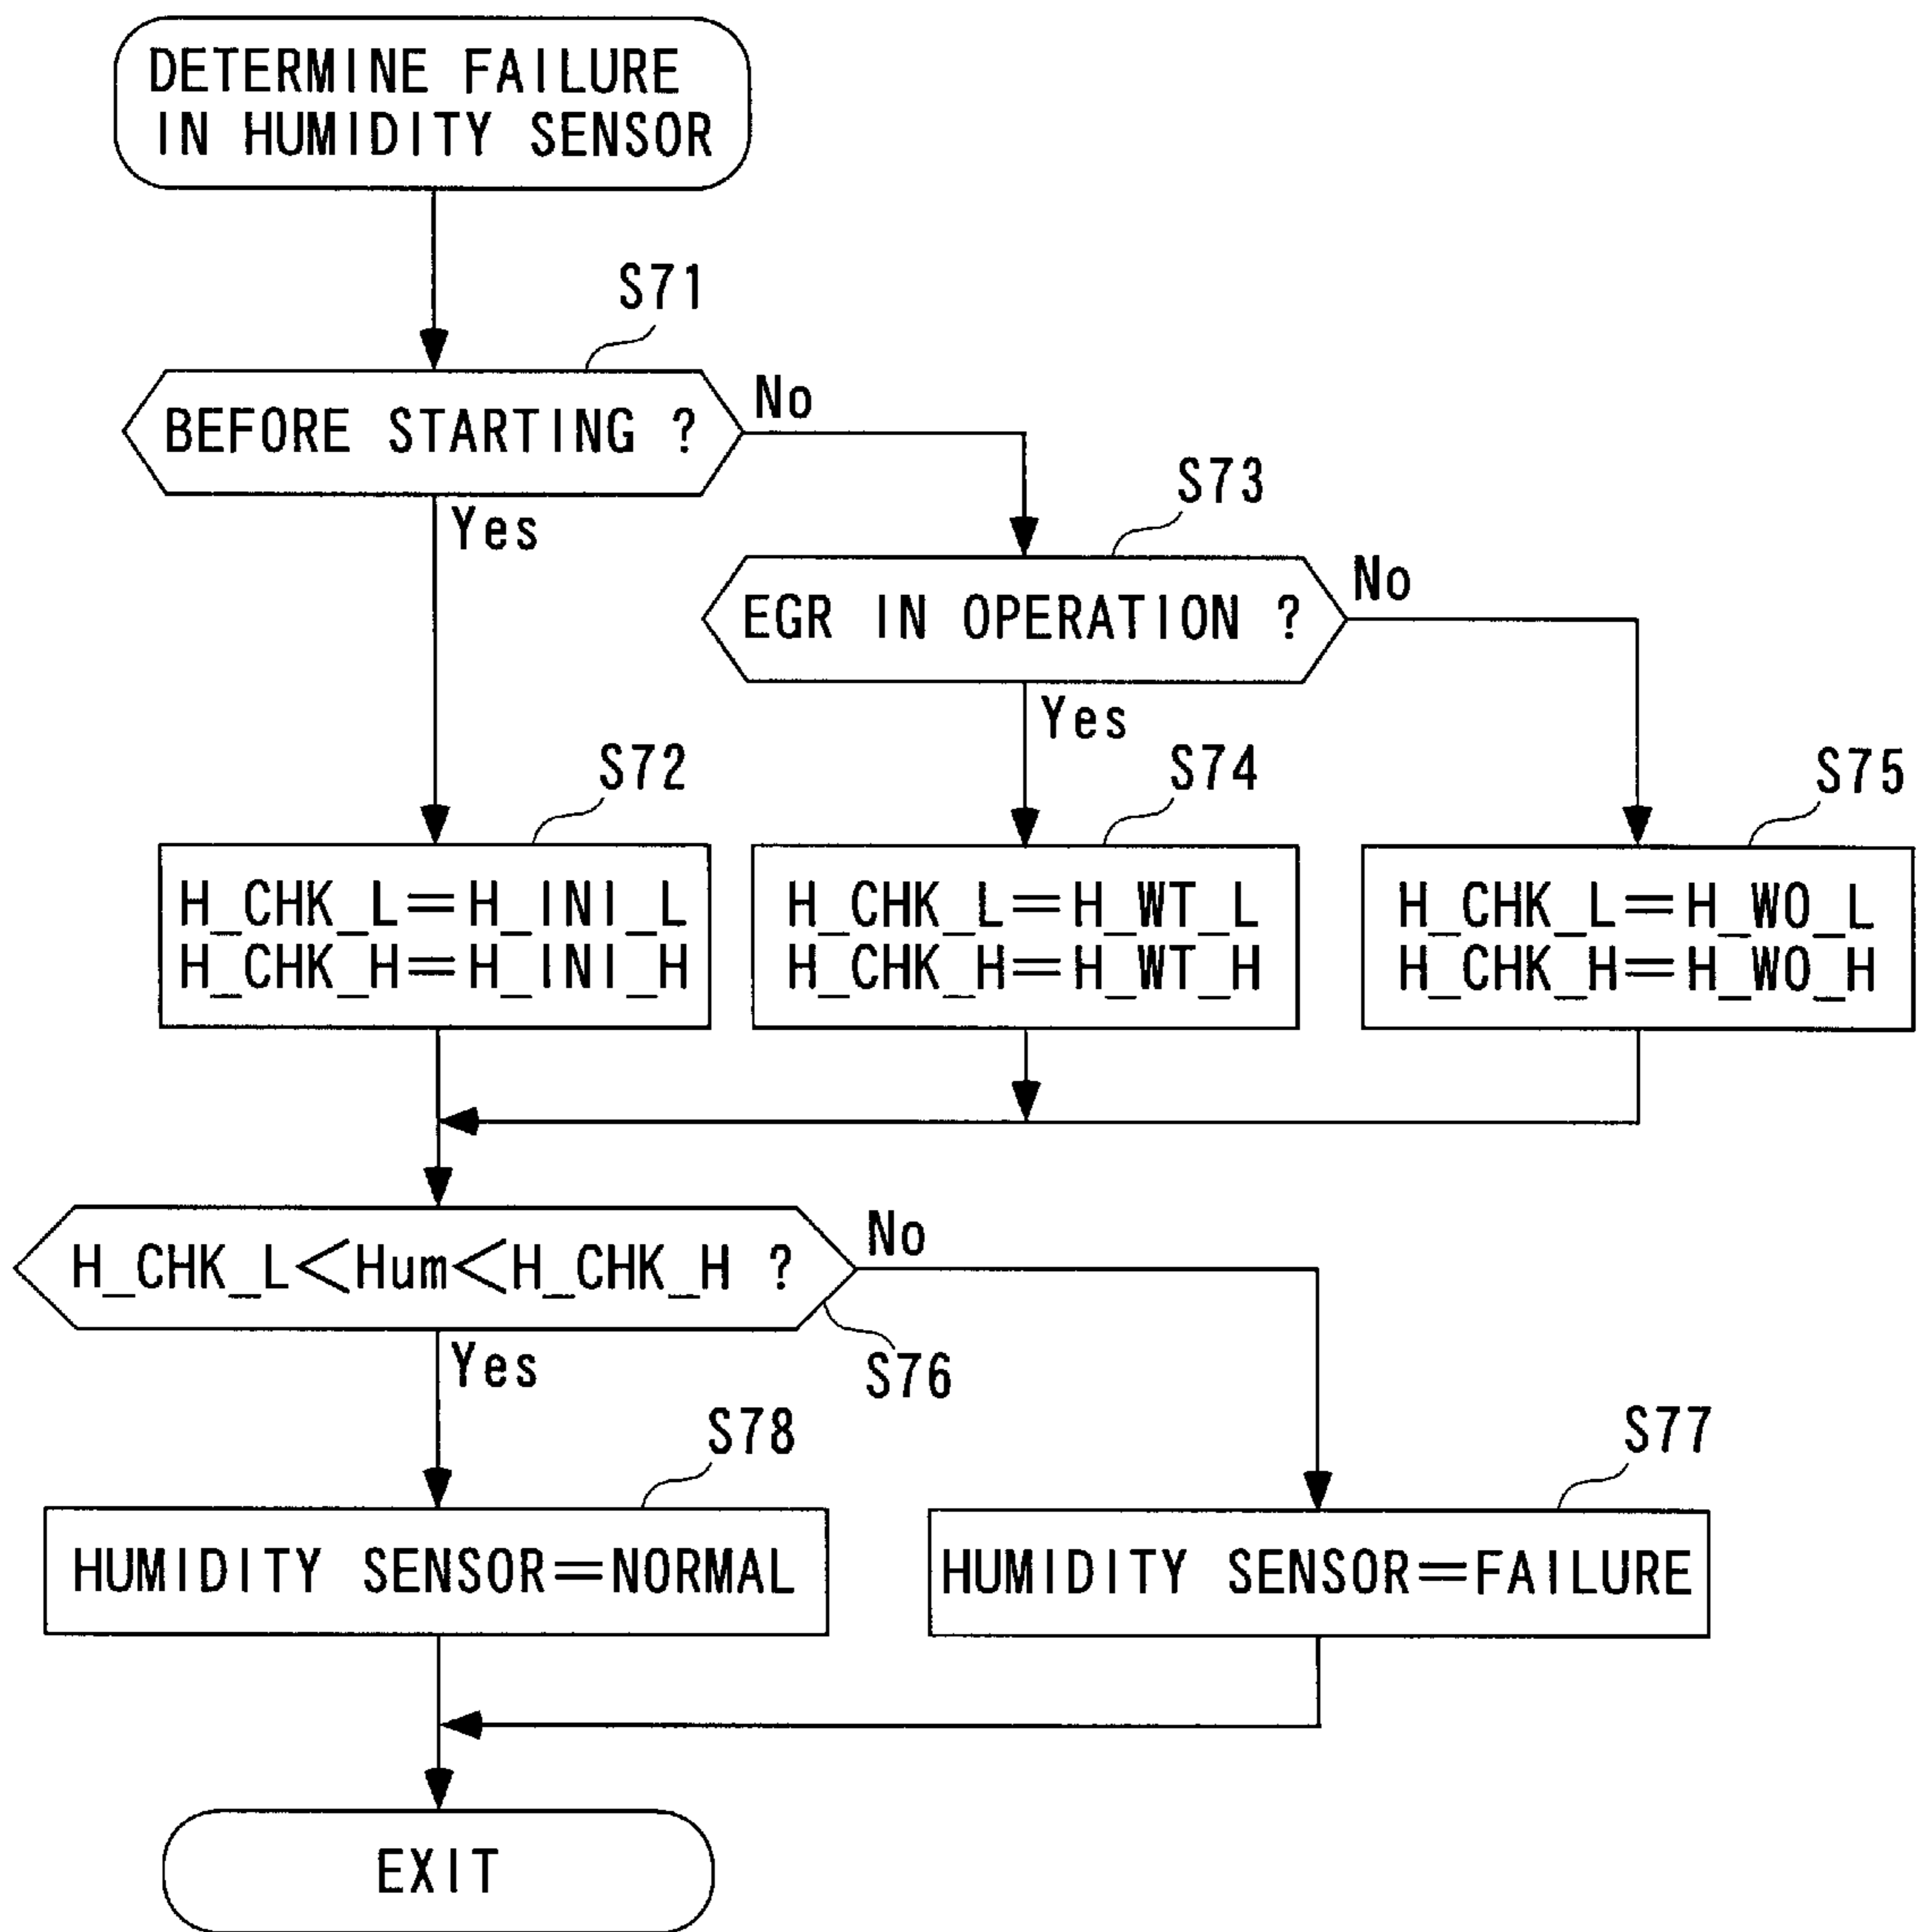 DETERMINE FAILURE
IN HUMIDITY SENSOR
S71
BEFORE STARTING ?
No
Yes
S73
EGR IN OPERATION ?
No
Yes
S72
H_CHK_L=H_INI_L
H_CHK_H=H_INI_H
S74
H_CHK_L=H_WT_L
H_CHK_H=H_WT_H
S75
H_CHK_L=H_WO_L
H_CHK_H=H_WO_H
H_CHK_L<Hum<H_CHK_H ?
No
Yes
S76
S78
HUMIDITY SENSOR=NORMAL
S77
HUMIDITY SENSOR=FAILURE
EXIT